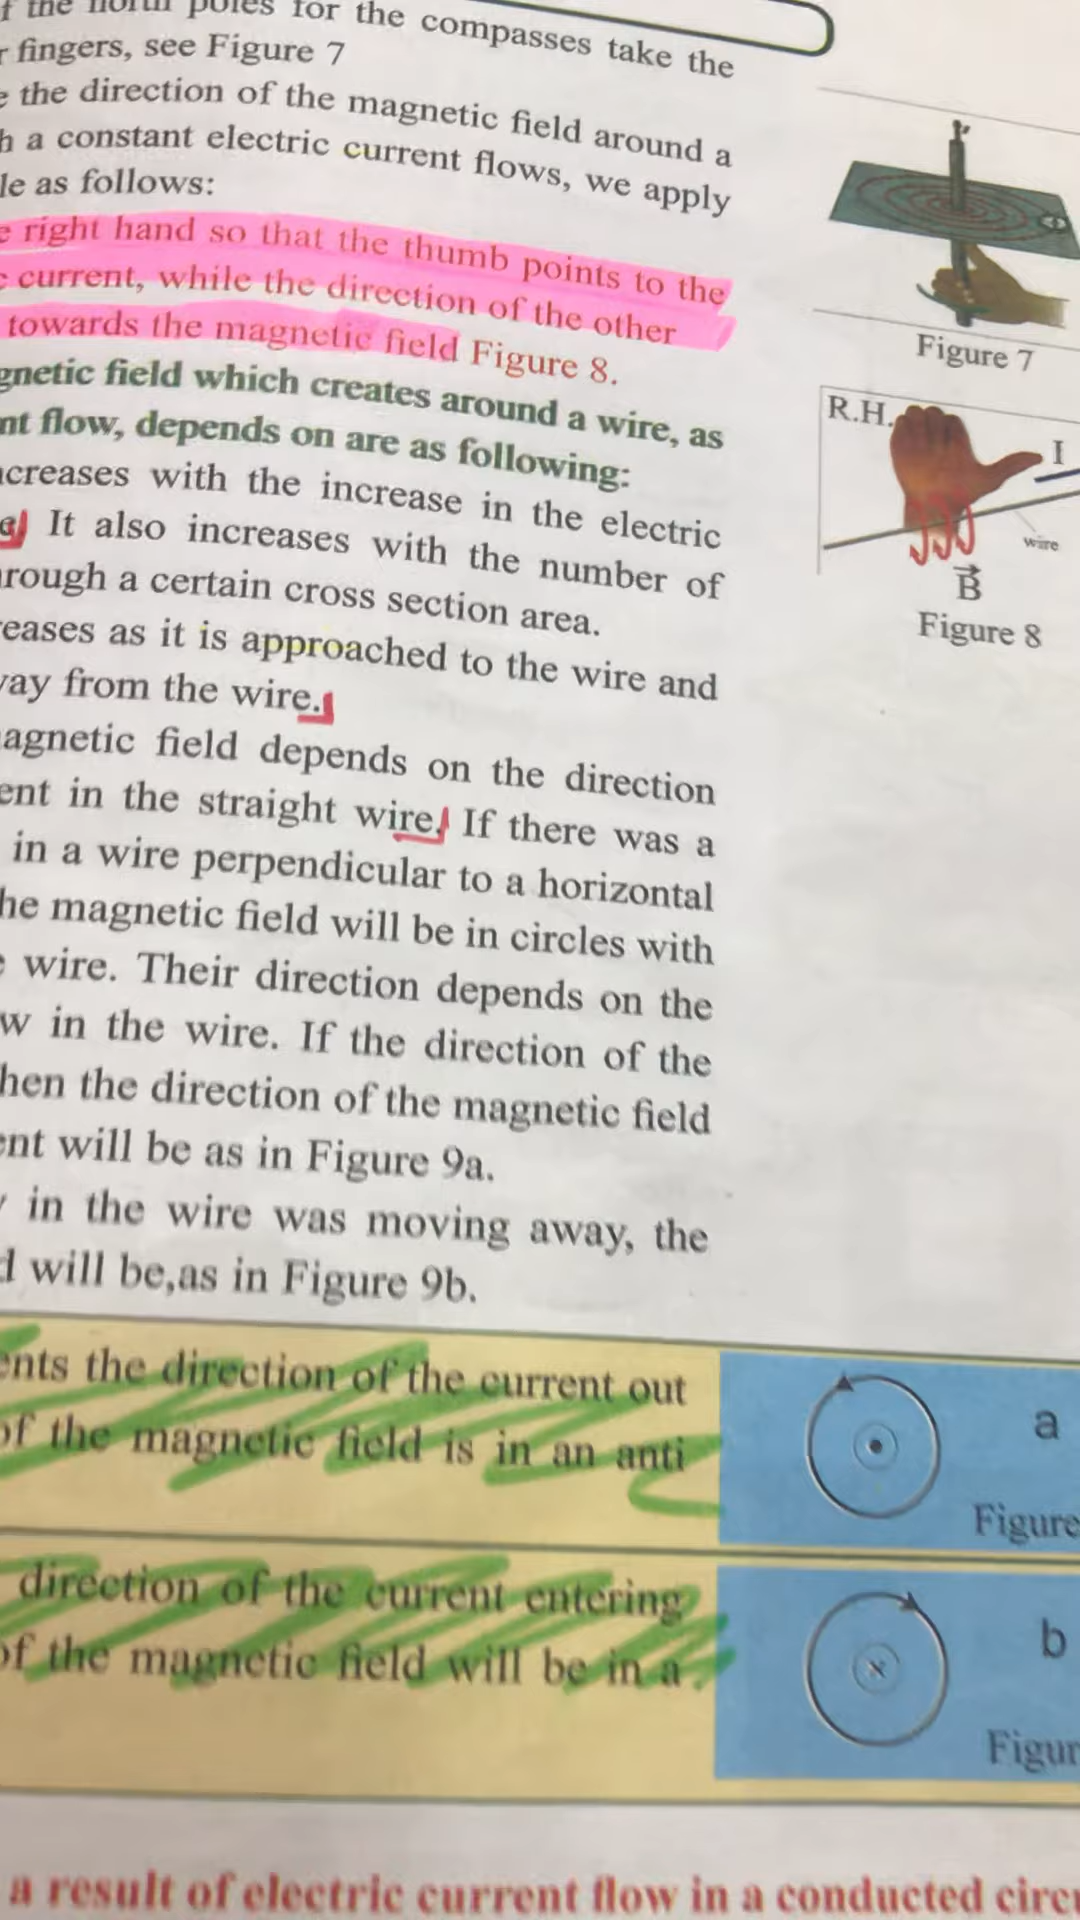 the north poles for the compasses take the
fingers, see Figure 7
the direction of the magnetic field around a
a constant electric current flows, we apply
le as follows:
right hand so that the thumb points to the
current, while the direction of the other
towards the magnetic field Figure 8.
gnetic field which creates around a wire, as
nt flow, depends on are as following:
creases with the increase in the electric
It also increases with the number of
rough a certain cross section area.
eases as it is approached to the wire and
way from the wire.
agnetic field depends on the direction
ent in the straight wire. If there was a
in a wire perpendicular to a horizontal
he magnetic field will be in circles with
wire. Their direction depends on the
w in the wire. If the direction of the
hen the direction of the magnetic field
ent will be as in Figure 9a.
in the wire was moving away, the
d will be,as in Figure 9b.
ents the direction of the current out
of the magnetic field is in an anti
direction of the current entering
of the magnetic field will be in a
a result of electric current flow in a conducted circu
Figure 7
R.H.
I
wire
B
Figure 8
a
Figure
x
b
Figur